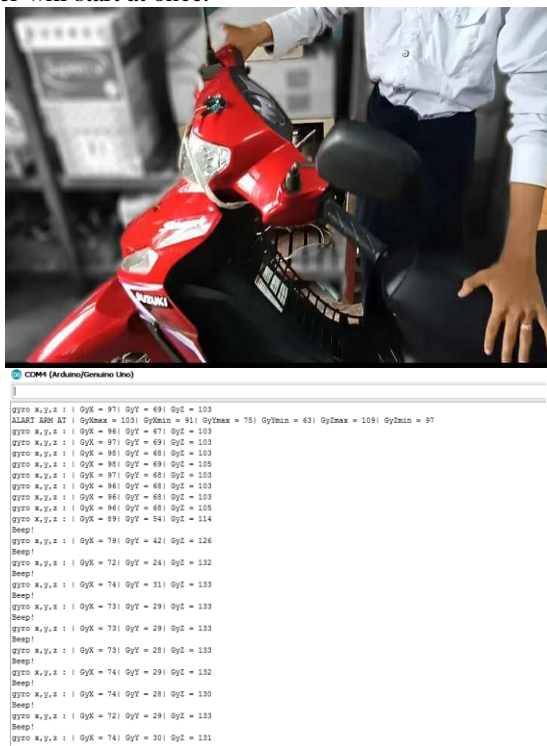 er will start at once.
SUZUKI
COM4 (Arduino/Genuino Uno)
gyro x,y,z : | GyX = 97| GyY = 69| GyZ = 103
ALART ARM AT | GyXmax = 103| GyXmin = 91| GyYmax = 75| GyYmin = 63| GyZmax = 109| GyZmin = 97
gyro x,y,z : | GyX = 96| GyY = 67| GyZ = 103
gyro x,y,z : | GyX = 97| GyY = 69| GyZ = 103
gyro x,y,z : | GyX = 98| GyY = 68| GyZ = 103
gyro x,y,z : | GyX = 98| GyY = 69| GyZ = 105
gyro x,y,z : | GyX = 97| GyY = 68| GyZ = 103
gyro x,y,z : | GyX = 96| GyY = 68| GyZ = 103
gyro x,y,z : | GyX = 96| GyY = 68| GyZ = 103
gyro x,y,z : | GyX = 96| GyY = 68| GyZ = 105
gyro x,y,z : | GyX = 89| GyY = 54| GyZ = 114
Beep!
gyro x,y,z : | GyX = 79| GyY = 42| GyZ = 126
Beep!
gyro x,y,z : | GyX = 72| GyY = 24| GyZ = 132
Beep!
gyro x,y,z : | GyX = 74| GyY = 31| GyZ = 133
Beep!
gyro x,y,z : | GyX = 73| GyY = 29| GyZ = 133
Beep!
gyro x,y,z : | GyX = 73| GyY = 29| GyZ = 133
Beep!
gyro x,y,z : | GyX = 73| GyY = 28| GyZ = 133
Beep!
gyro x,y,z : | GyX = 74| GyY = 29| GyZ = 132
Beep!
gyro x,y,z : | GyX = 74| GyY = 28| GyZ = 130
Beep!
gyro x,y,z : | GyX = 72| GyY = 29| GyZ = 133
Beep!
gyro x,y,z : | GyX = 74| GyY = 30| GyZ = 131